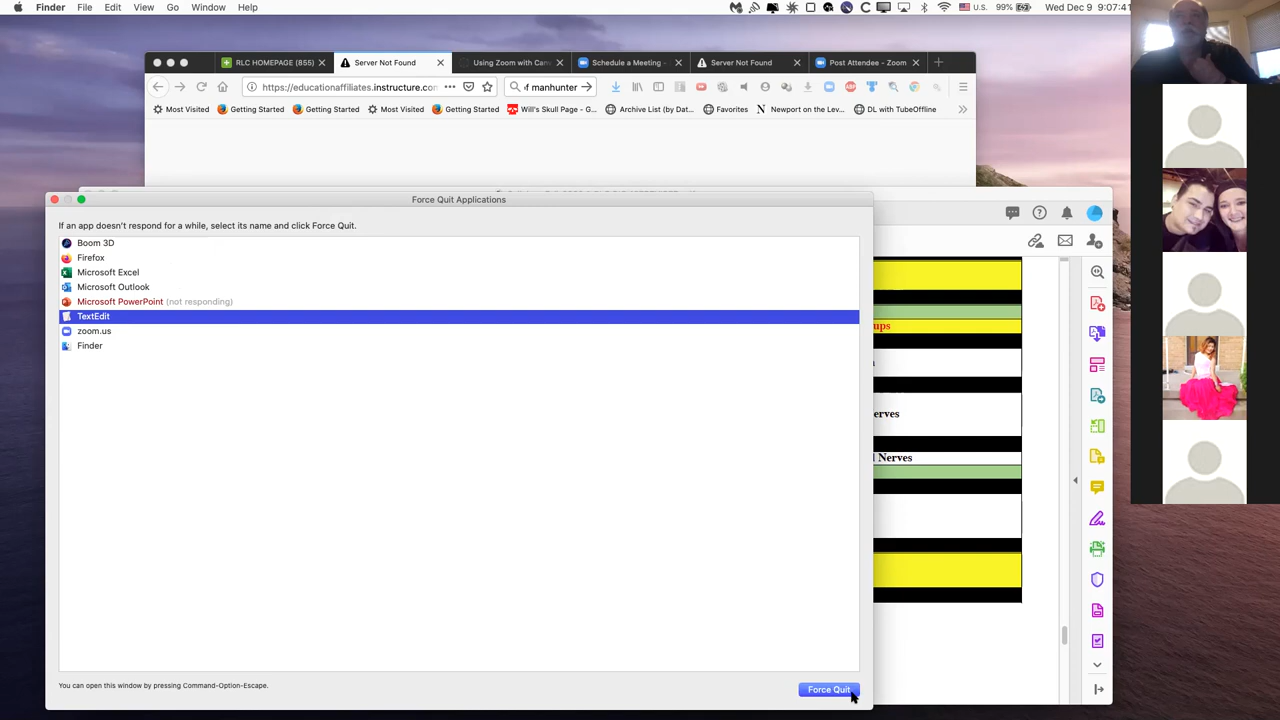 Finder File Edit View Go Window Help U.S. 99% Wed Dec 9 9:07:41
RLC HOMEPAGE (855) Server Not Found Using Zoom with Can Schedule a Meeting - Server Not Found Post Attendee - Zoom
https://educationaffiliates.instructure.co f manhunter
Most Visited Getting Started Getting Started Most Visited Getting Started Will's Skull Page - G... Archive List (by Dat... Favorites Newport on the Lev... DL with TubeOffline
Force Quit Applications
If an app doesn't respond for a while, select its name and click Force Quit.
Boom 3D
Firefox
Microsoft Excel
Microsoft Outlook
Microsoft PowerPoint (not responding)
TextEdit
zoom.us
Finder
You can open this window by pressing Command-Option-Escape.
Force Quit
ups
erves
l Nerves